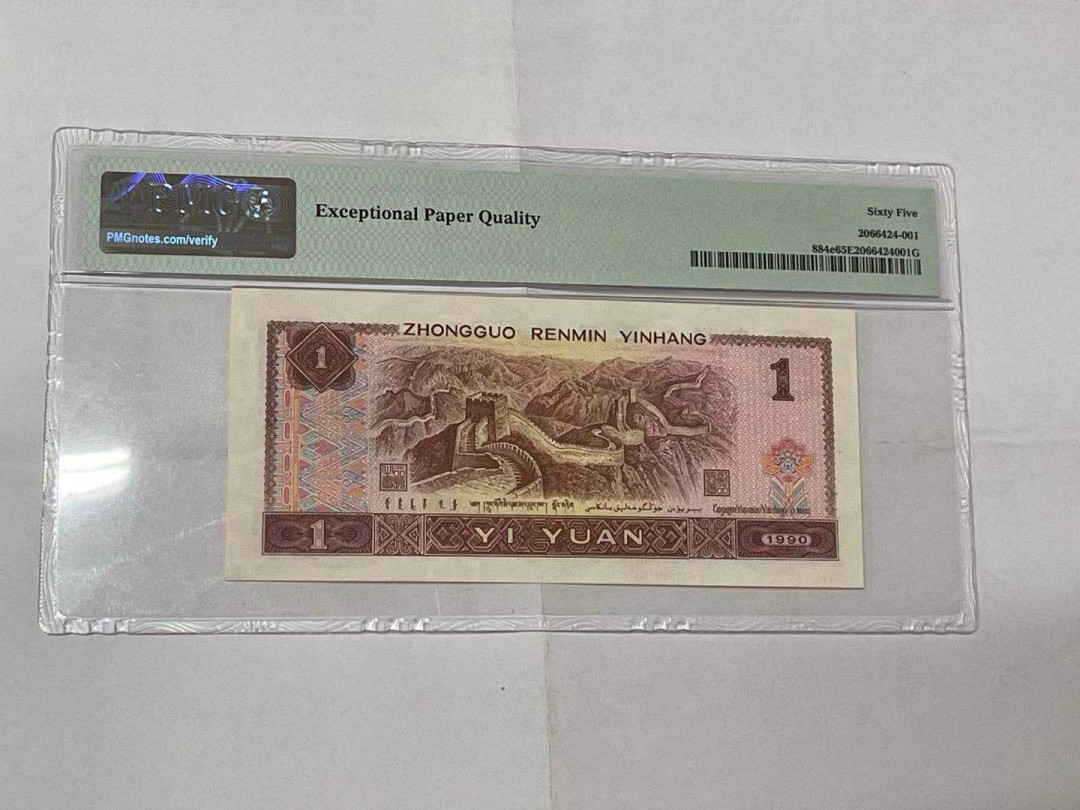 PMG
PMGnotes.com/verify
Exceptional Paper Quality
Sixty Five
2066424-001
884e65E2066424001G
ZHONGGUO RENMIN YINHANG
1
1
1
YI YUAN
1990